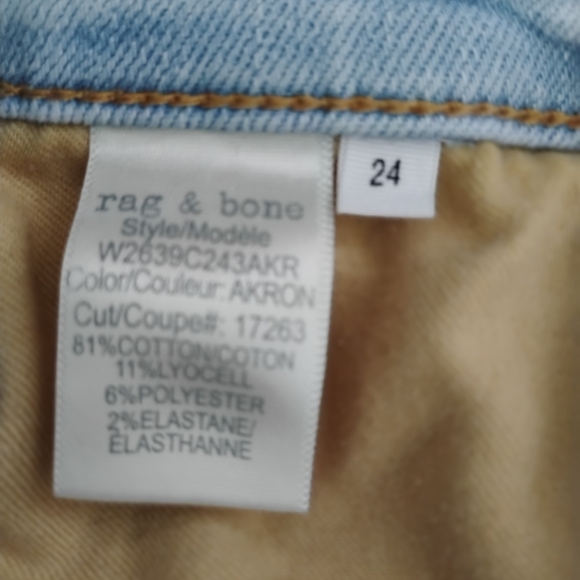 rag & bone
Style/Modèle
W2639C243AKR
Color/Couleur: AKRON
Cut/Coupe#: 17263
81%COTTON/COTON
11%LYOCELL
6%POLYESTER
2%ELASTANE/
ÉLASTHANNE
24